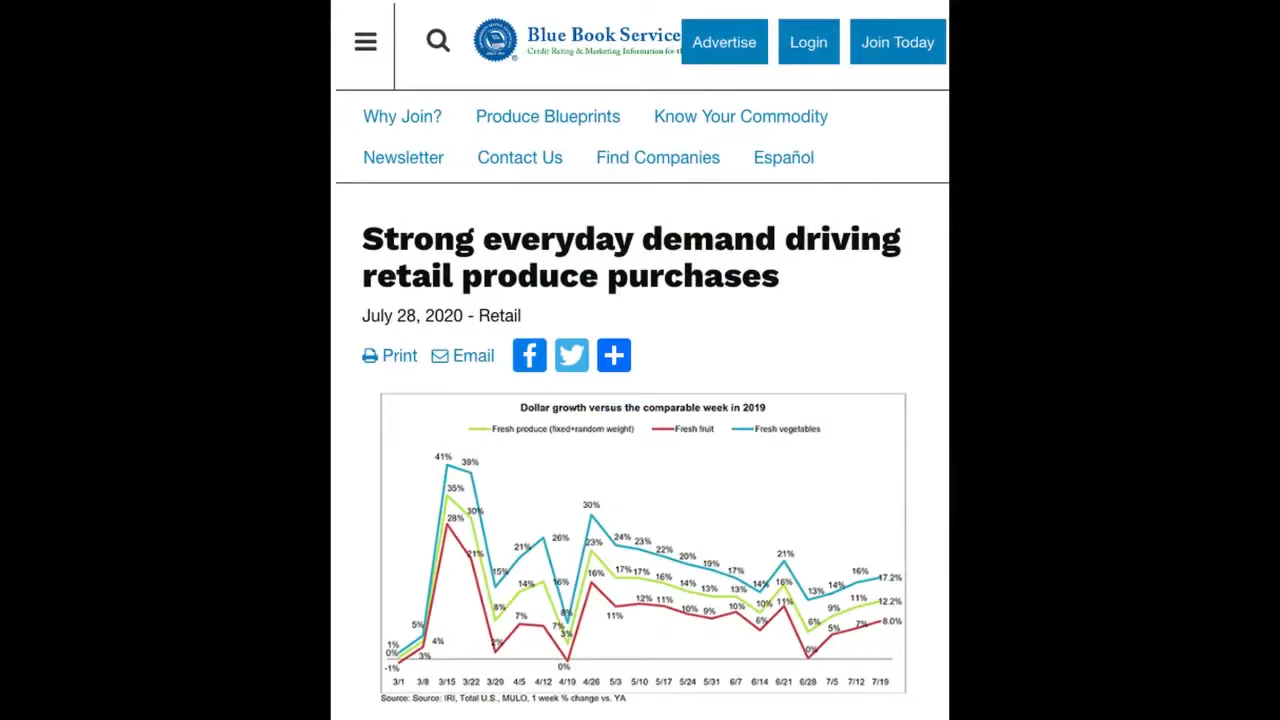 Blue Book Service
Credit Rating & Marketing Information for th
Advertise
Login
Join Today
Why Join?
Produce Blueprints
Know Your Commodity
Newsletter
Contact Us
Find Companies
Español
Strong everyday demand driving
retail produce purchases
July 28, 2020 - Retail
Print
Email
Dollar growth versus the comparable week in 2019
Fresh produce (fixed+random weight)
Fresh fruit
Fresh vegetables
41%
39%
35%
30%
28%
21%
1%
0%
-1%
5%
4%
3%
15%
8%
2%
21%
14%
7%
26%
16%
7%
8%
3%
0%
30%
23%
16%
24%
17%
11%
23%
17%
12%
22%
16%
11%
20%
14%
10%
19%
13%
9%
17%
13%
10%
14%
10%
6%
21%
16%
11%
13%
6%
0%
14%
9%
5%
16%
11%
7%
17.2%
12.2%
8.0%
3/1 3/8 3/15 3/22 3/29 4/5 4/12 4/19 4/26 5/3 5/10 5/17 5/24 5/31 6/7 6/14 6/21 6/28 7/5 7/12 7/19
Source: Source: IRI, Total U.S., MULO, 1 week % change vs. YA